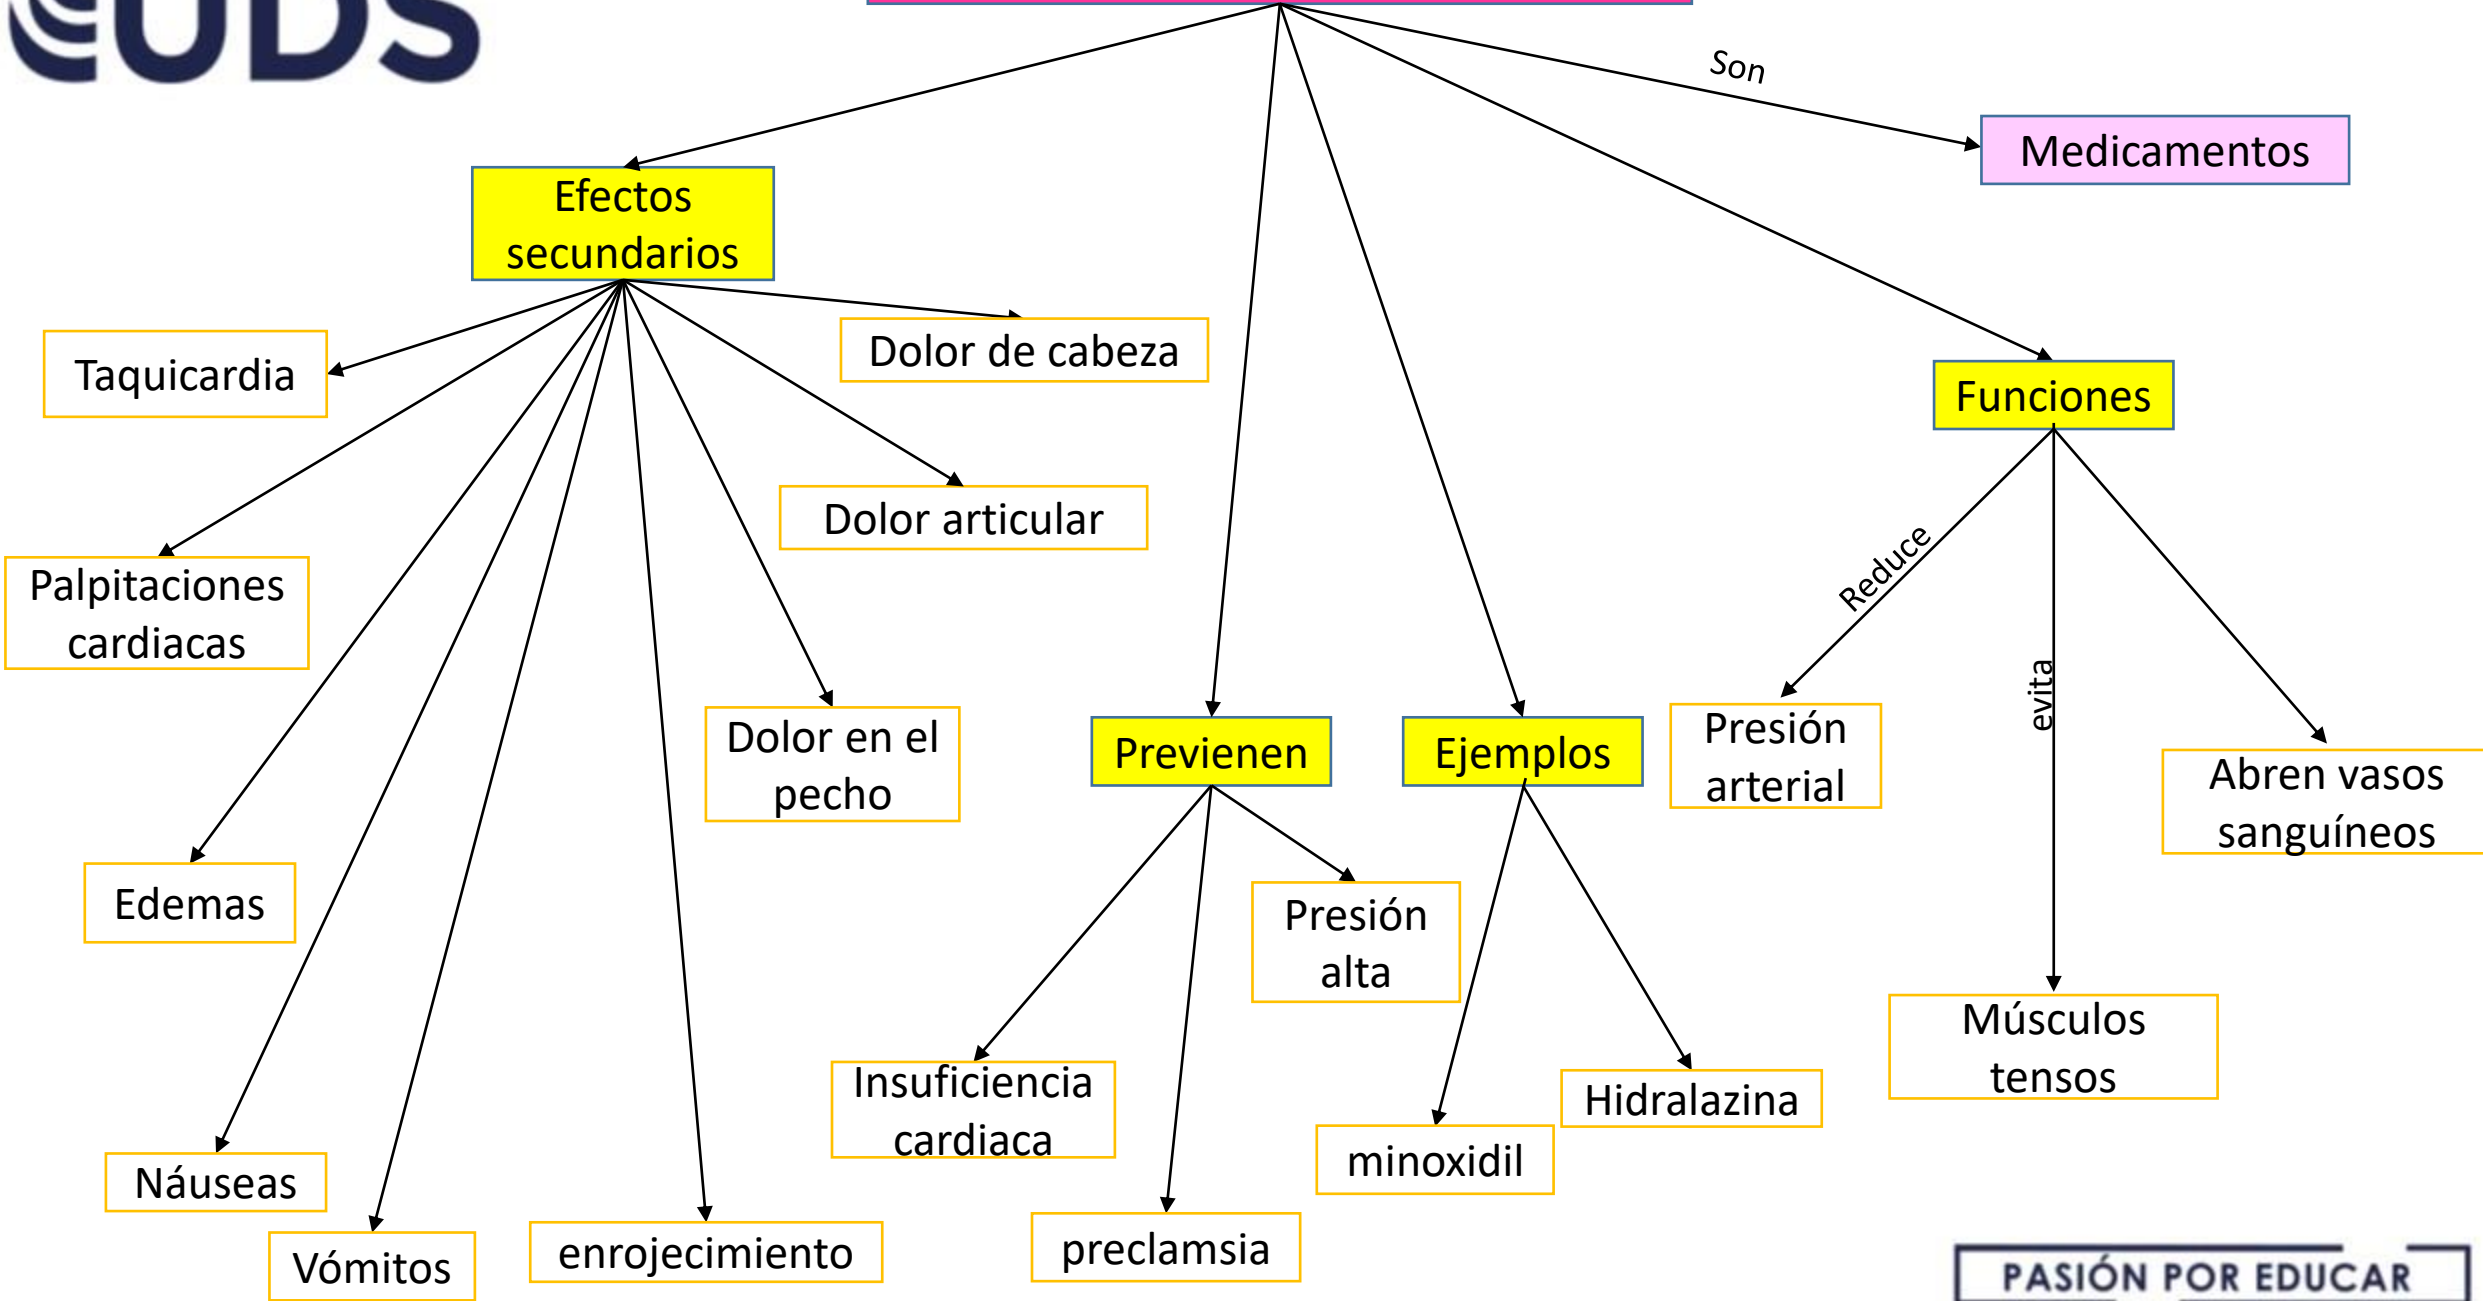 UDS
Son
Medicamentos
Efectos
secundarios
Dolor de cabeza
Taquicardia
Funciones
Dolor articular
Reduce
Palpitaciones
cardiacas
evita
Dolor en el
pecho
Previenen
Ejemplos
Presión
arterial
Abren vasos
sanguíneos
Edemas
Presión
alta
Músculos
tensos
Insuficiencia
cardiaca
Hidralazina
minoxidil
Náuseas
Vómitos
enrojecimiento
preclamsia
PASIÓN POR EDUCAR